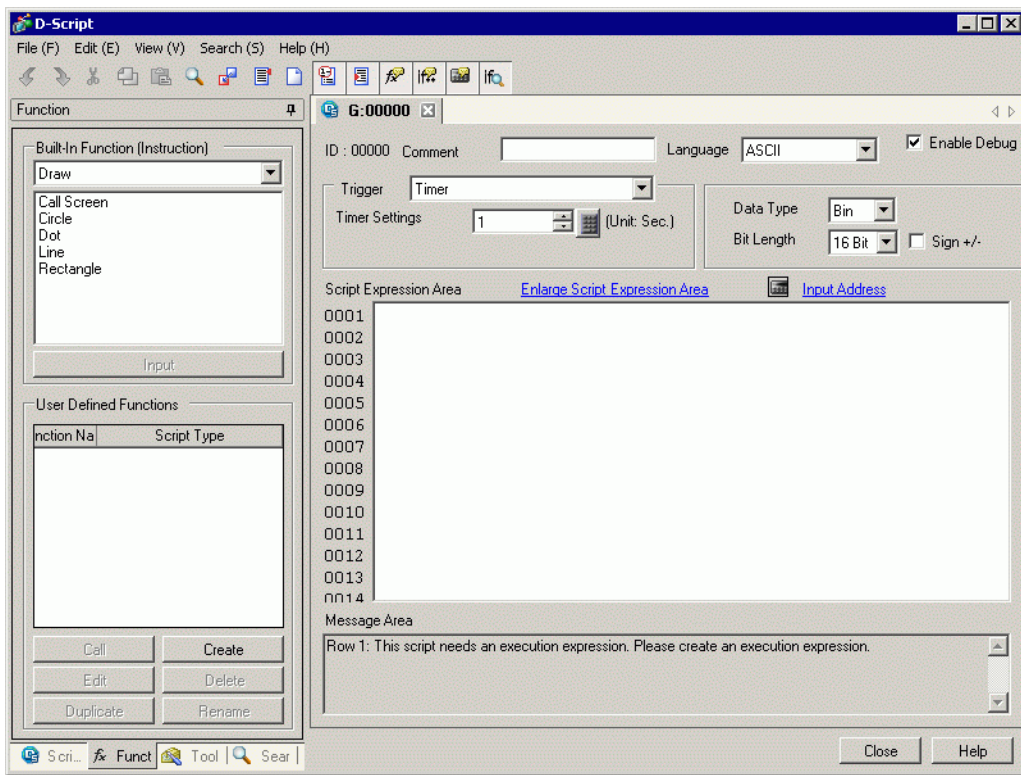 D-Script
File (F) Edit (E) View (V) Search (S) Help (H)
Function
G:00000
Built-In Function (Instruction)
Draw
Call Screen
Circle
Dot
Line
Rectangle
Input
User Defined Functions
nction Na Script Type
Call Create
Edit Delete
Duplicate Rename
Scri... fx Funct Tool Sear
ID : 00000 Comment Language ASCII Enable Debug
Trigger Timer
Timer Settings 1 (Unit: Sec.)
Data Type Bin
Bit Length 16 Bit Sign +/-
Script Expression Area Enlarge Script Expression Area Input Address
0001
0002
0003
0004
0005
0006
0007
0008
0009
0010
0011
0012
0013
0014
Message Area
Row 1: This script needs an execution expression. Please create an execution expression.
Close Help